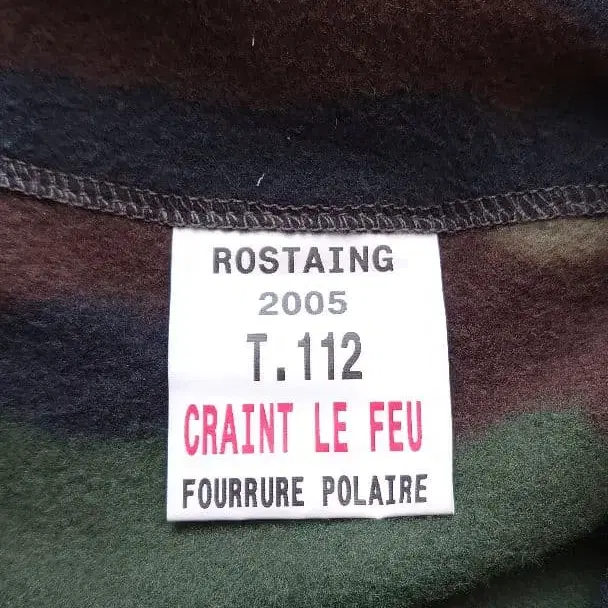 ROSTAING
2005
T.112
CRAINT LE FEU
FOURRURE POLAIRE